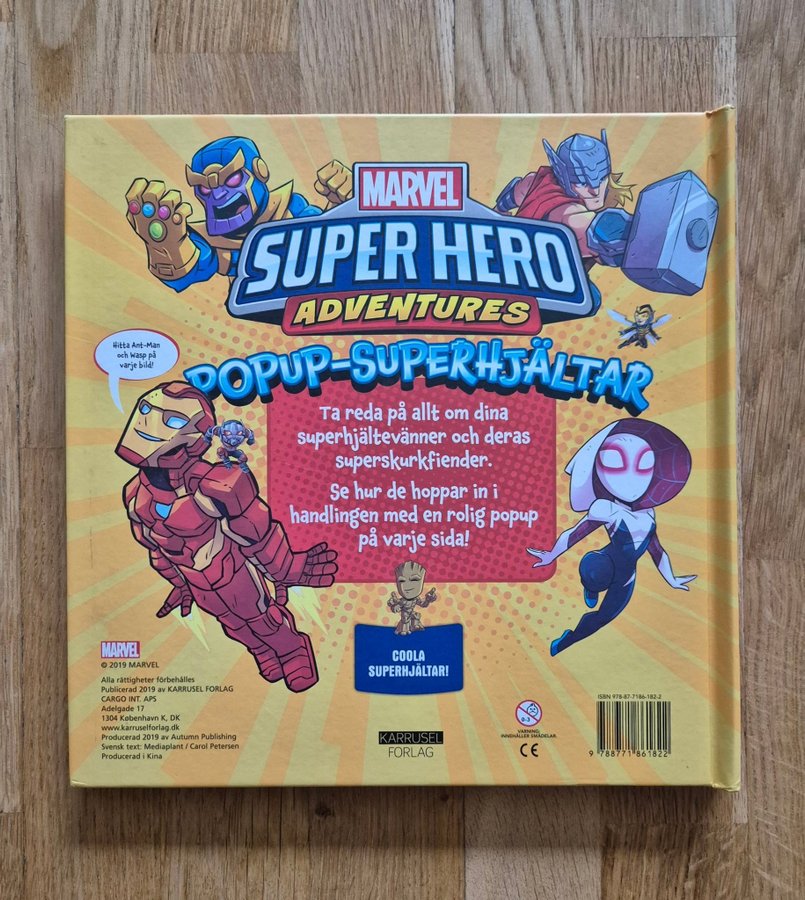 MARVEL
SUPER HERO
ADVENTURES
POPUP-SUPERHJÄLTAR
Hitta Ant-Man
och Wasp på
varje bild!
Ta reda på allt om dina
superhjältevänner och deras
superskurkfiender.
Se hur de hoppar in i
handlingen med en rolig popup
på varje sida!
COOLA
SUPERHJÄLTAR!
MARVEL
© 2019 MARVEL
Alla rättigheter förbehålles
Publicerad 2019 av KARRUSEL FORLAG
CARGO INT. APS
Adelgade 17
1304 København K, DK
www.karruselforlag.dk
Producerad 2019 av Autumn Publishing
Svensk text: Mediaplant / Carol Petersen
Producerad i Kina
KARRUSEL
FORLAG
0-3
VARNING:
INNEHÅLLER SMÅDELAR.
CE
ISBN 978-87-7186-182-2
9 788771 861822